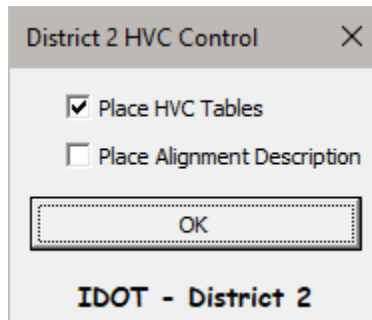 District 2 HVC Control
Place HVC Tables
Place Alignment Description
OK
IDOT - District 2